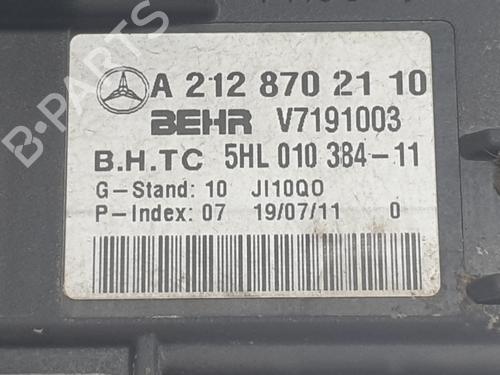 A 212 870 21 10
BEHR V7191003
B.H.TC 5HL 010 384-11
G-Stand: 10 JI10Q0
P-Index: 07 19/07/11 0
B-PARTS